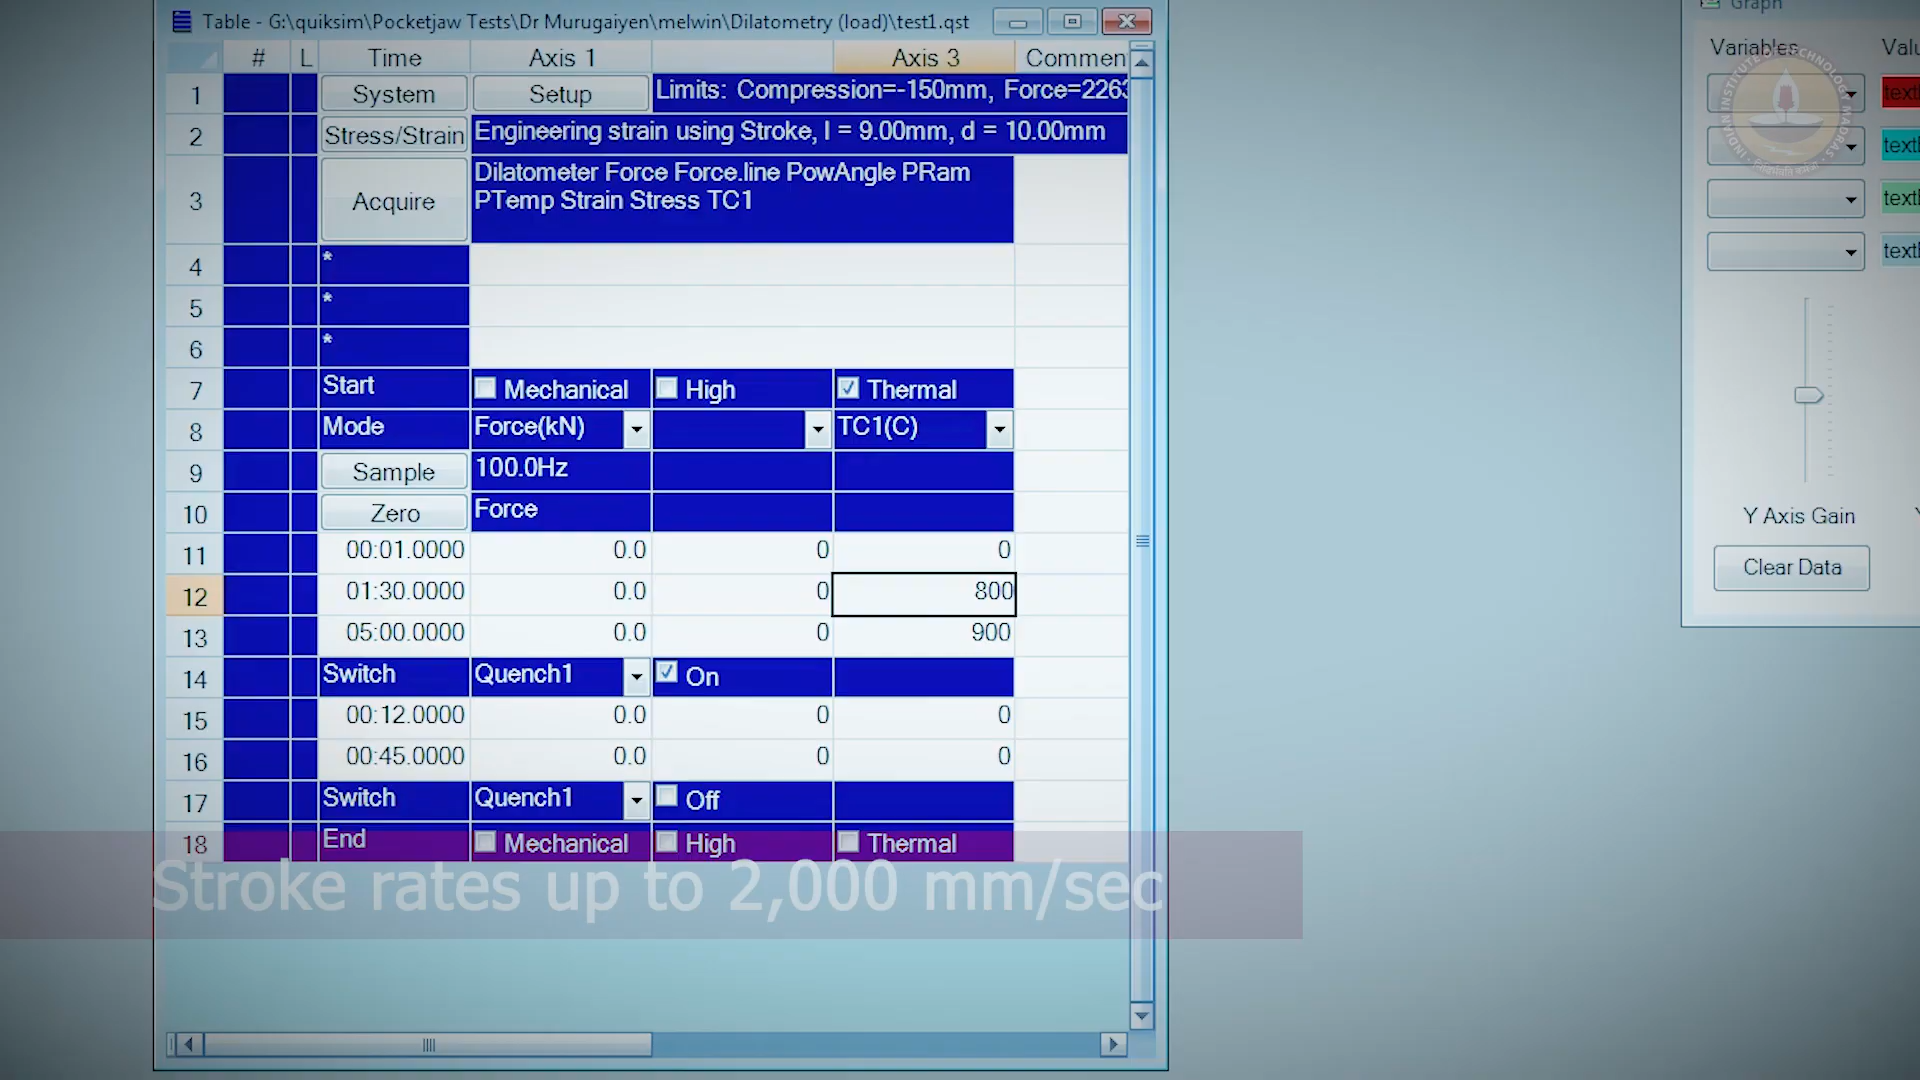 Table - G:\quiksim\Pocketjaw Tests\Dr Murugaiyen\melwin\Dilatometry (load)\test1.qst
# L Time Axis 1 Axis 3 Commen
1 System Setup Limits: Compression=-150mm, Force=2263
2 Stress/Strain Engineering strain using Stroke, l = 9.00mm, d = 10.00mm
3 Acquire Dilatometer Force Force.line PowAngle PRam
PTemp Strain Stress TC1
4 *
5 *
6 *
7 Start Mechanical High Thermal
8 Mode Force(kN) TC1(C)
9 Sample 100.0Hz
10 Zero Force
11 00:01.0000 0.0 0 0
12 01:30.0000 0.0 0 800
13 05:00.0000 0.0 0 900
14 Switch Quench1 On
15 00:12.0000 0.0 0 0
16 00:45.0000 0.0 0 0
17 Switch Quench1 Off
18 End Mechanical High Thermal
Stroke rates up to 2,000 mm/sec
Graph
Variables Valu
text
text
text
text
Y Axis Gain
Clear Data
INDIAN INSTITUTE OF TECHNOLOGY MADRAS